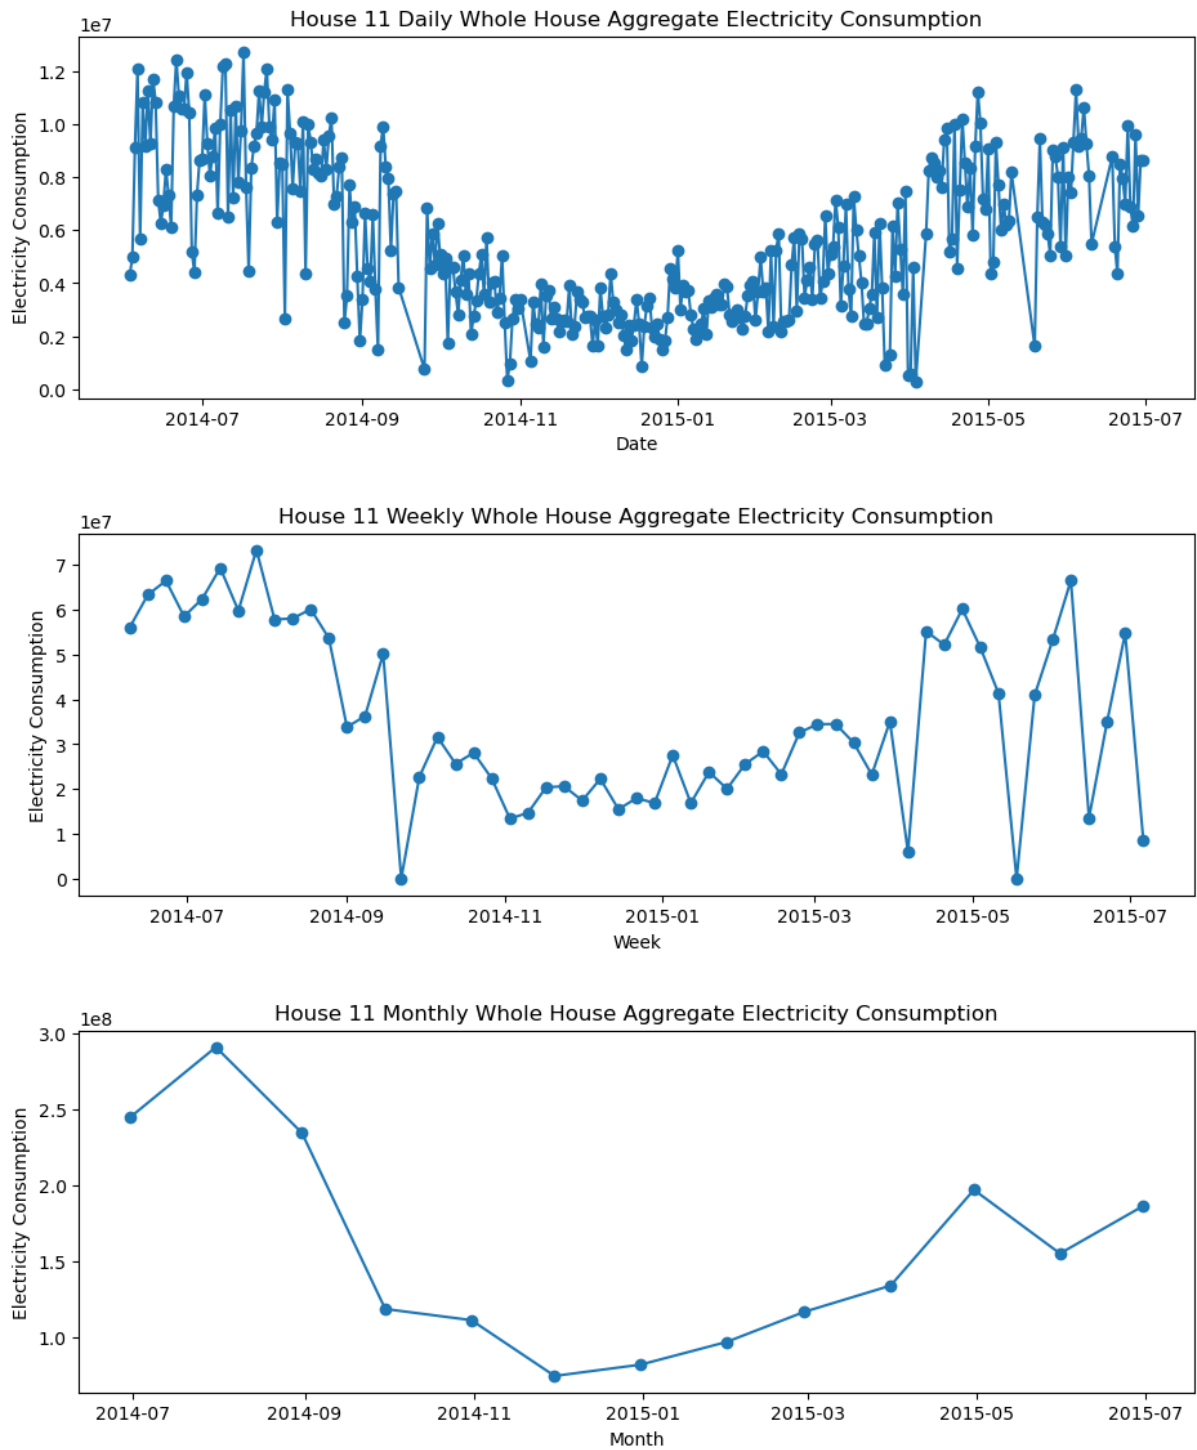 House 11 Daily Whole House Aggregate Electricity Consumption
1e7
1.2
1.0
0.8
0.6
0.4
0.2
0.0
Electricity Consumption
2014-07 2014-09 2014-11 2015-01 2015-03 2015-05 2015-07
Date
House 11 Weekly Whole House Aggregate Electricity Consumption
1e7
7
6
5
4
3
2
1
0
Electricity Consumption
2014-07 2014-09 2014-11 2015-01 2015-03 2015-05 2015-07
Week
House 11 Monthly Whole House Aggregate Electricity Consumption
1e8
3.0
2.5
2.0
1.5
1.0
Electricity Consumption
2014-07 2014-09 2014-11 2015-01 2015-03 2015-05 2015-07
Month